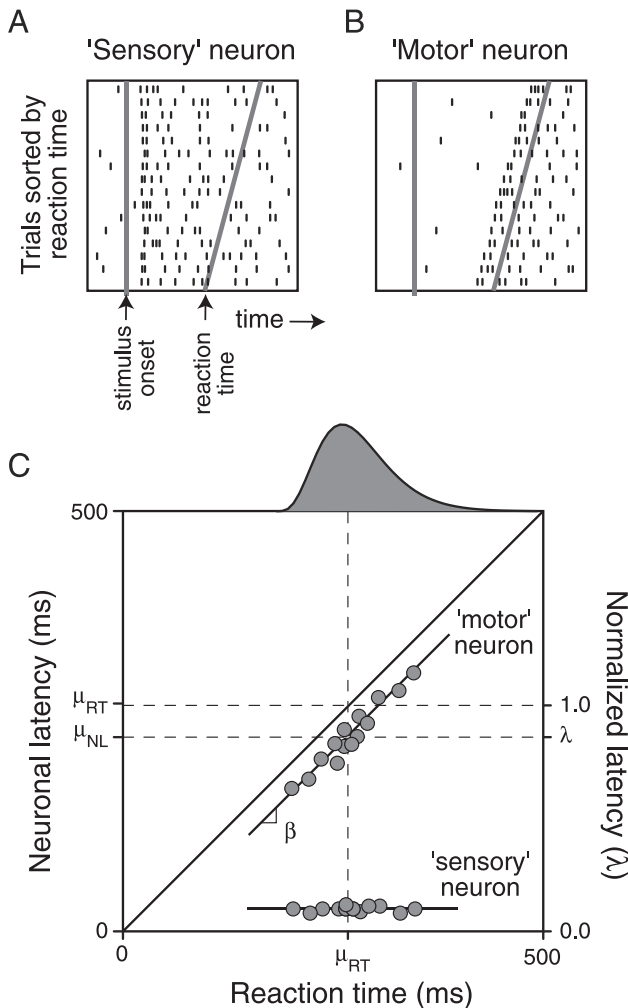 A
'Sensory' neuron
B
'Motor' neuron
Trials sorted by
reaction time
stimulus
onset
reaction
time
time
C
500
μRT
μNL
0
Neuronal latency (ms)
'motor'
neuron
β
'sensory'
neuron
1.0
λ
0.0
Normalized latency (λ)
0
μRT
500
Reaction time (ms)